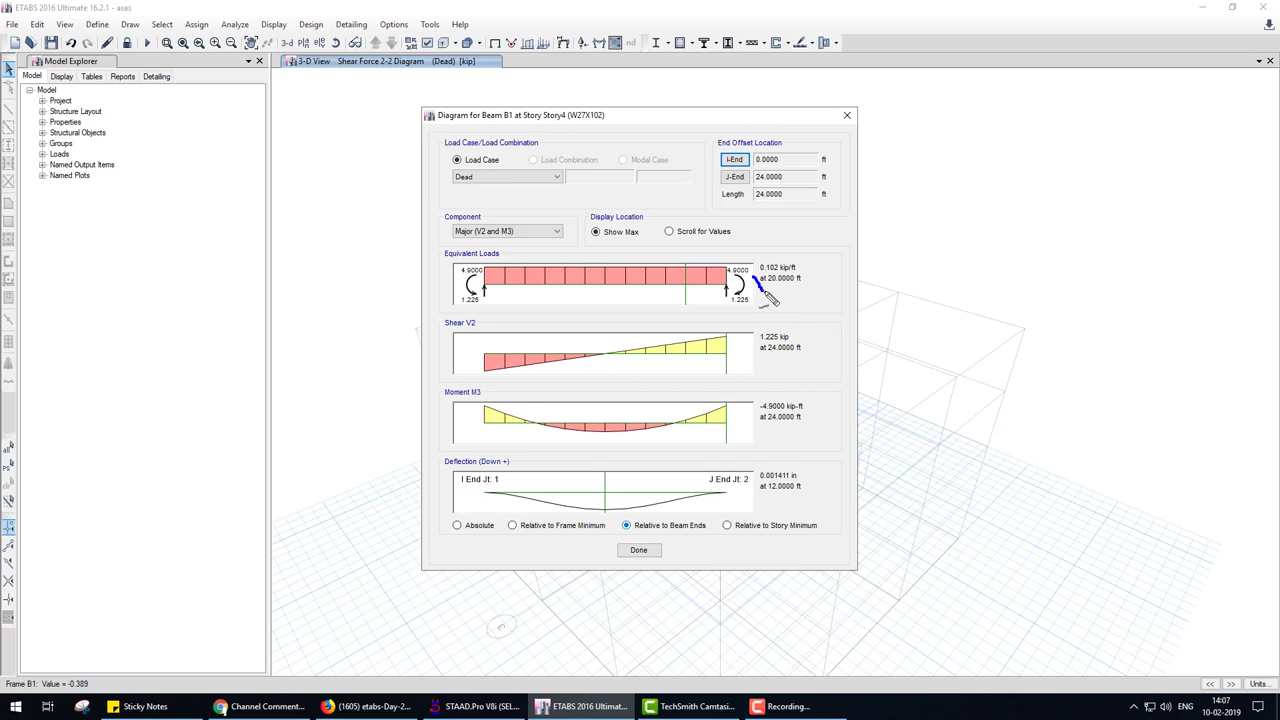 ETABS 2016 Ultimate 16.2.1 - asas
File Edit View Define Draw Select Assign Analyze Display Design Detailing Options Tools Help
3-d
nd
Model Explorer
3-D View Shear Force 2-2 Diagram (Dead) [kip]
Model Display Tables Reports Detailing
Model
Project
Structure Layout
Properties
Structural Objects
Groups
Loads
Named Output Items
Named Plots
all
ps
Diagram for Beam B1 at Story Story4 (W27X102)
Load Case/Load Combination
Load Case Load Combination Modal Case
Dead
End Offset Location
I-End 0.0000 ft
J-End 24.0000 ft
Length 24.0000 ft
Component
Major (V2 and M3)
Display Location
Show Max Scroll for Values
Equivalent Loads
4.9000 4.9000
1.225 1.225
0.102 kip/ft
at 20.0000 ft
Shear V2
1.225 kip
at 24.0000 ft
Moment M3
-4.9000 kip-ft
at 24.0000 ft
Deflection (Down +)
I End Jt: 1 J End Jt: 2
0.001411 in
at 12.0000 ft
Absolute Relative to Frame Minimum Relative to Beam Ends Relative to Story Minimum
Done
Frame B1: Value = -0.389
<< >> Units...
Sticky Notes Channel Comment... (1605) etabs-Day-2... STAAD.Pro V8i (SEL... ETABS 2016 Ultimat... TechSmith Camtasi... Recording...
14:07
10-02-2019